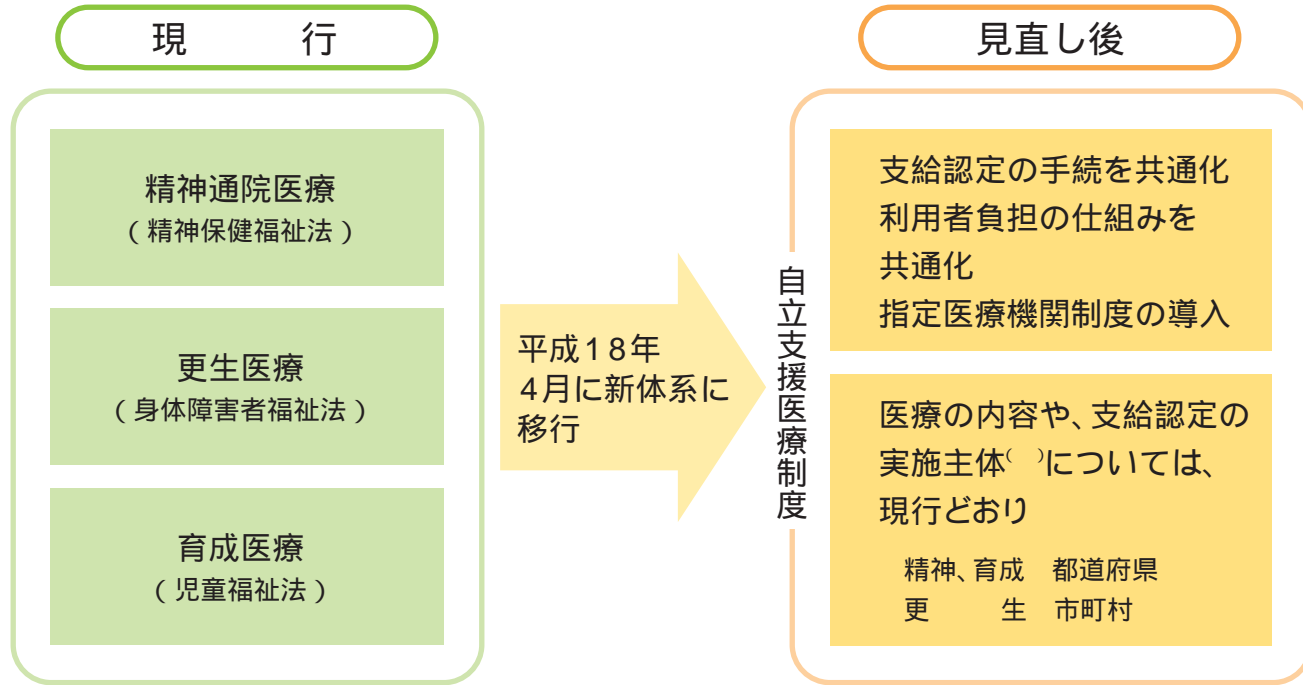 現　　　行
精神通院医療
（精神保健福祉法）
更生医療
（身体障害者福祉法）
育成医療
（児童福祉法）
平成18年
4月に新体系に
移行
見直し後
自立支援医療制度
支給認定の手続を共通化
利用者負担の仕組みを
共通化
指定医療機関制度の導入
医療の内容や、支給認定の
実施主体（　）については、
現行どおり
精神、育成　都道府県
更　　　生　市町村